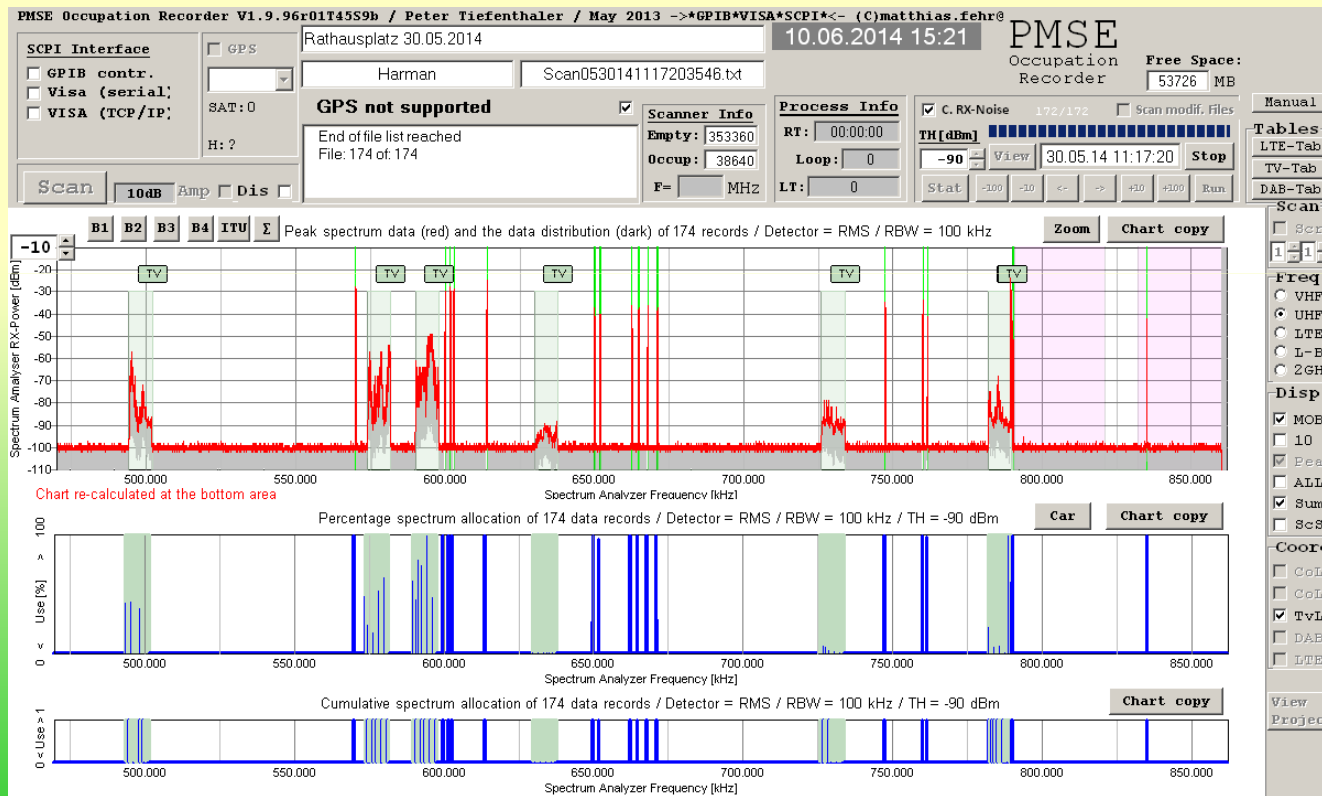 PMSE Occupation Recorder V1.9.96r01T45S9b / Peter Tiefenthaler / May 2013 ->*GPIB*VISA*SCPI*<- (C)matthias.fehr@
SCPI Interface
GPIB contr.
Visa (serial)
VISA (TCP/IP)
GPS
SAT:0
H: ?
Scan
10dB
Amp
Dis
Rathausplatz 30.05.2014
Harman
Scan0530141117203546.txt
GPS not supported
End of file list reached
File: 174 of: 174
Scanner Info
Empty: 353360
Occup: 38640
F= MHz
10.06.2014 15:21
Process Info
RT: 00:00:00
Loop: 0
LT: 0
PMSE
Occupation
Recorder
Free Space:
53726 MB
C. RX-Noise 172/172 Scan modif. Files
TH[dBm]
-90 View 30.05.14 11:17:20 Stop
Stat -100 -10 <- -> +10 +100 Run
Manual
Tables
LTE-Tab
TV-Tab
DAB-Tab
Scan
Scr
1 1
Freq
VHF
UHF
LTE
L-B
2GH
Disp
MOB
10
Pea
ALL
Sum
ScS
Coor
CoL
CoL
TvL
DAB
LTE
View
Projec
B1 B2 B3 B4 ITU Σ Peak spectrum data (red) and the data distribution (dark) of 174 records / Detector = RMS / RBW = 100 kHz Zoom Chart copy
Spectrum Analyser RX-Power [dBm]
-10
-20
-30
-40
-50
-60
-70
-80
-90
-100
-110
TV TV TV TV TV TV
500.000 550.000 600.000 650.000 700.000 750.000 800.000 850.000
Chart re-calculated at the bottom area
Spectrum Analyzer Frequency [kHz]
Percentage spectrum allocation of 174 data records / Detector = RMS / RBW = 100 kHz / TH = -90 dBm Car Chart copy
0 < Use [%] > 100
500.000 550.000 600.000 650.000 700.000 750.000 800.000 850.000
Spectrum Analyzer Frequency [kHz]
Cumulative spectrum allocation of 174 data records / Detector = RMS / RBW = 100 kHz / TH = -90 dBm Chart copy
0 < Use > 1
500.000 550.000 600.000 650.000 700.000 750.000 800.000 850.000
Spectrum Analyzer Frequency [kHz]